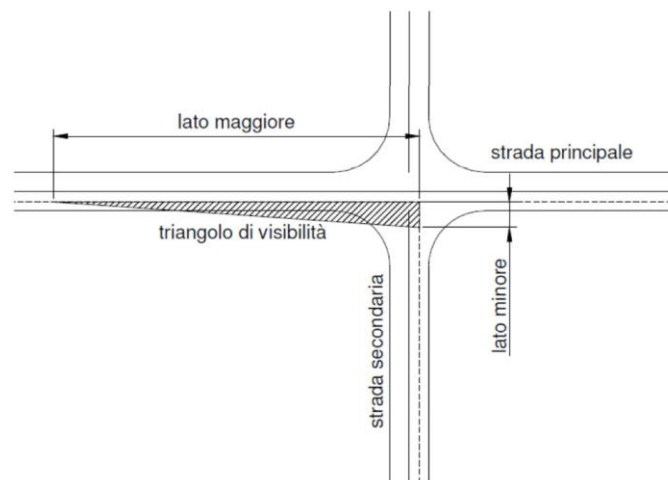 lato maggiore
strada principale
triangolo di visibilità
strada secondaria
lato minore